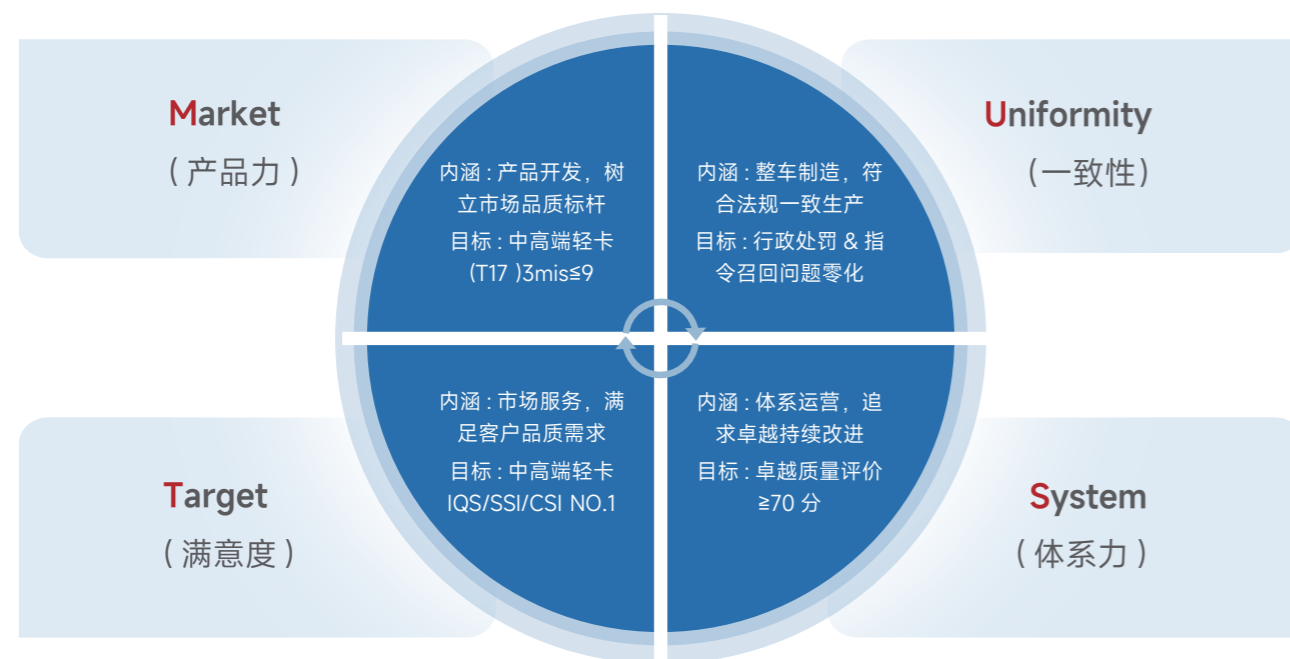 Market
( 产品力 )
内涵 : 产品开发，树
立市场品质标杆
目标 : 中高端轻卡
(T17 )3mis≤9
Uniformity
(一致性)
内涵 : 整车制造，符
合法规一致生产
目标 : 行政处罚 & 指
令召回问题零化
Target
( 满意度 )
内涵 : 市场服务，满
足客户品质需求
目标 : 中高端轻卡
IQS/SSI/CSI NO.1
System
( 体系力 )
内涵 : 体系运营，追
求卓越持续改进
目标 : 卓越质量评价
≥70 分